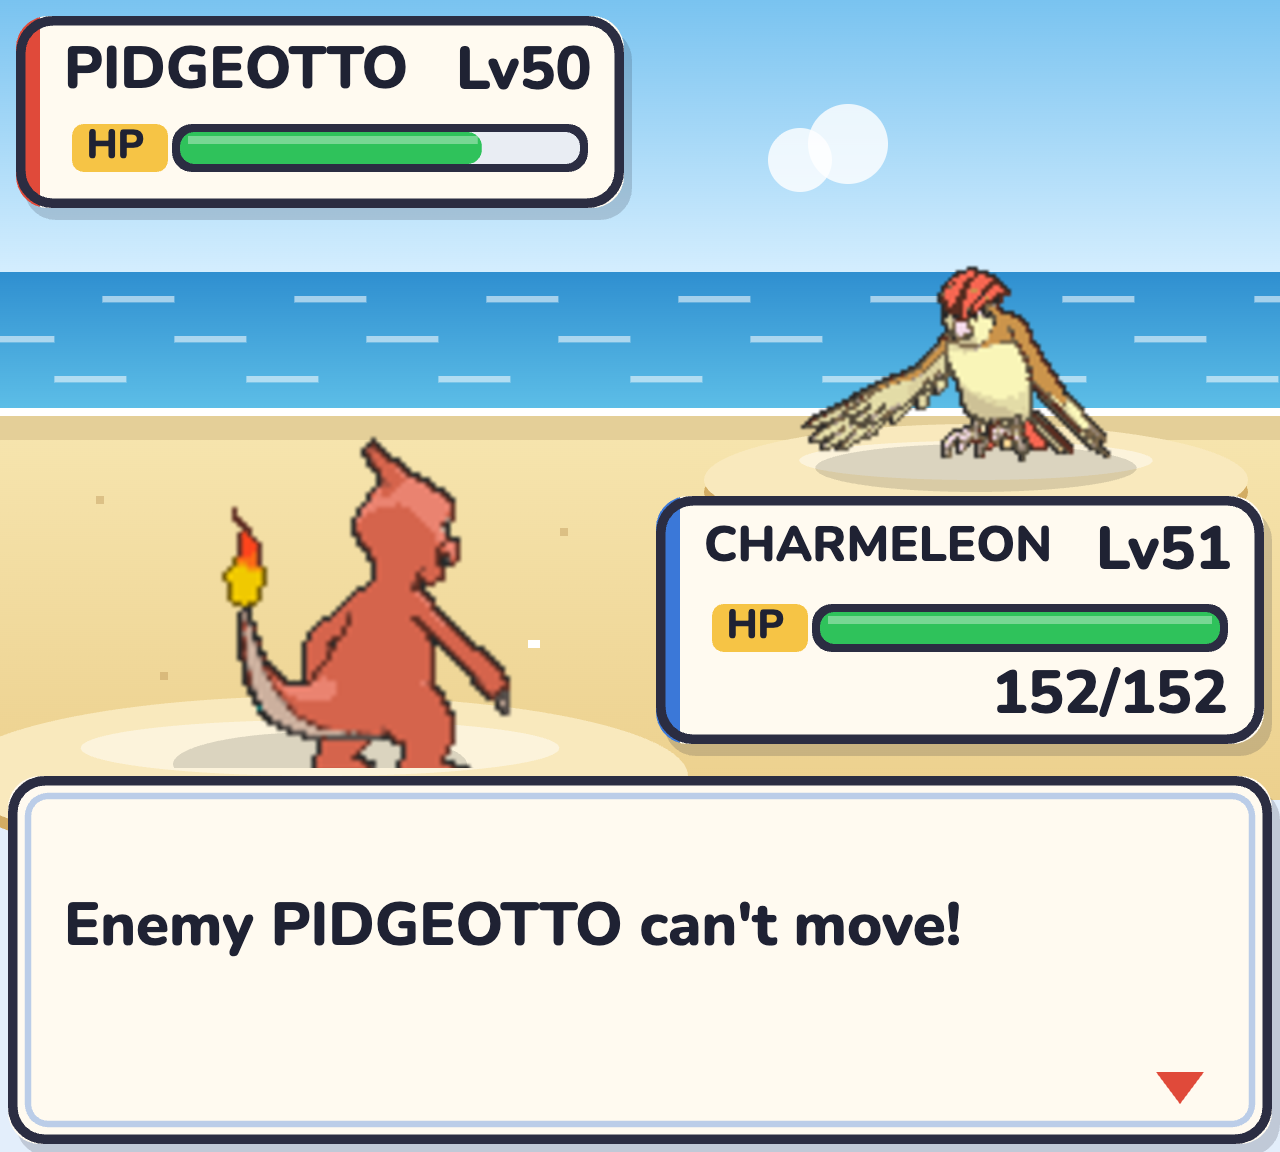 PIDGEOTTO Lv50
HP
CHARMELEON Lv51
HP
152/152
Enemy PIDGEOTTO can't move!